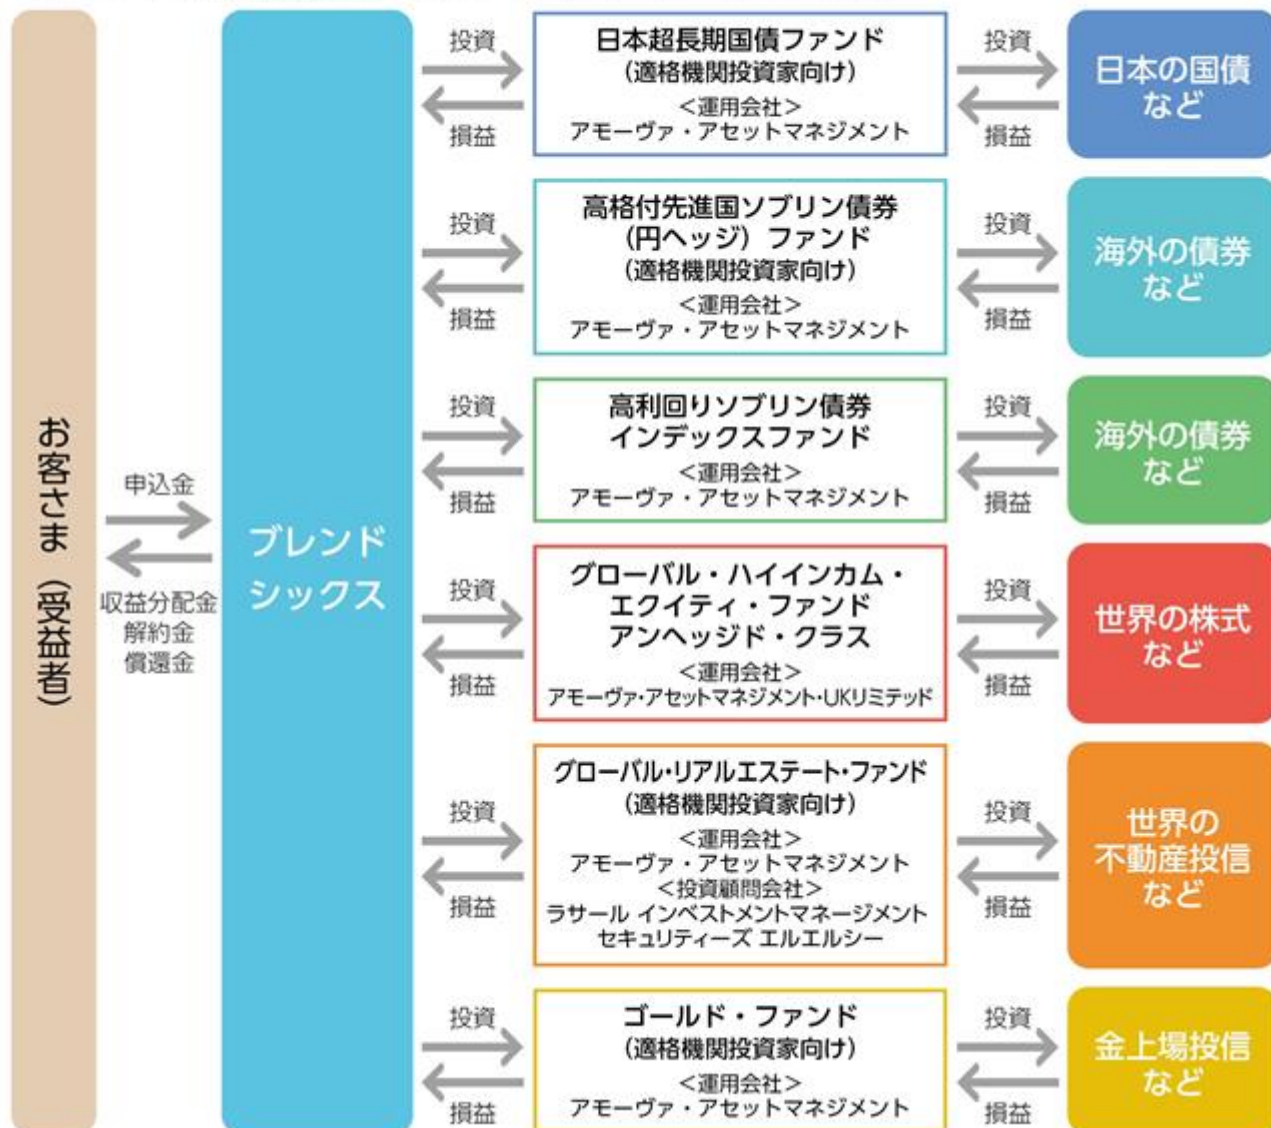 お客さま（受益者）
申込金
収益分配金
解約金
償還金
ブレンド
シックス
投資
損益
日本超長期国債ファンド
（適格機関投資家向け）
＜運用会社＞
アモーヴァ・アセットマネジメント
投資
損益
日本の国債
など
投資
損益
高格付先進国ソブリン債券
（円ヘッジ）ファンド
（適格機関投資家向け）
＜運用会社＞
アモーヴァ・アセットマネジメント
投資
損益
海外の債券
など
投資
損益
高利回りソブリン債券
インデックスファンド
＜運用会社＞
アモーヴァ・アセットマネジメント
投資
損益
海外の債券
など
投資
損益
グローバル・ハイインカム・
エクイティ・ファンド
アンヘッジド・クラス
＜運用会社＞
アモーヴァ・アセットマネジメント・UKリミテッド
投資
損益
世界の株式
など
投資
損益
グローバル・リアルエステート・ファンド
（適格機関投資家向け）
＜運用会社＞
アモーヴァ・アセットマネジメント
＜投資顧問会社＞
ラサール インベストメントマネージメント
セキュリティーズ エルエルシー
投資
損益
世界の
不動産投信
など
投資
損益
ゴールド・ファンド
（適格機関投資家向け）
＜運用会社＞
アモーヴァ・アセットマネジメント
投資
損益
金上場投信
など